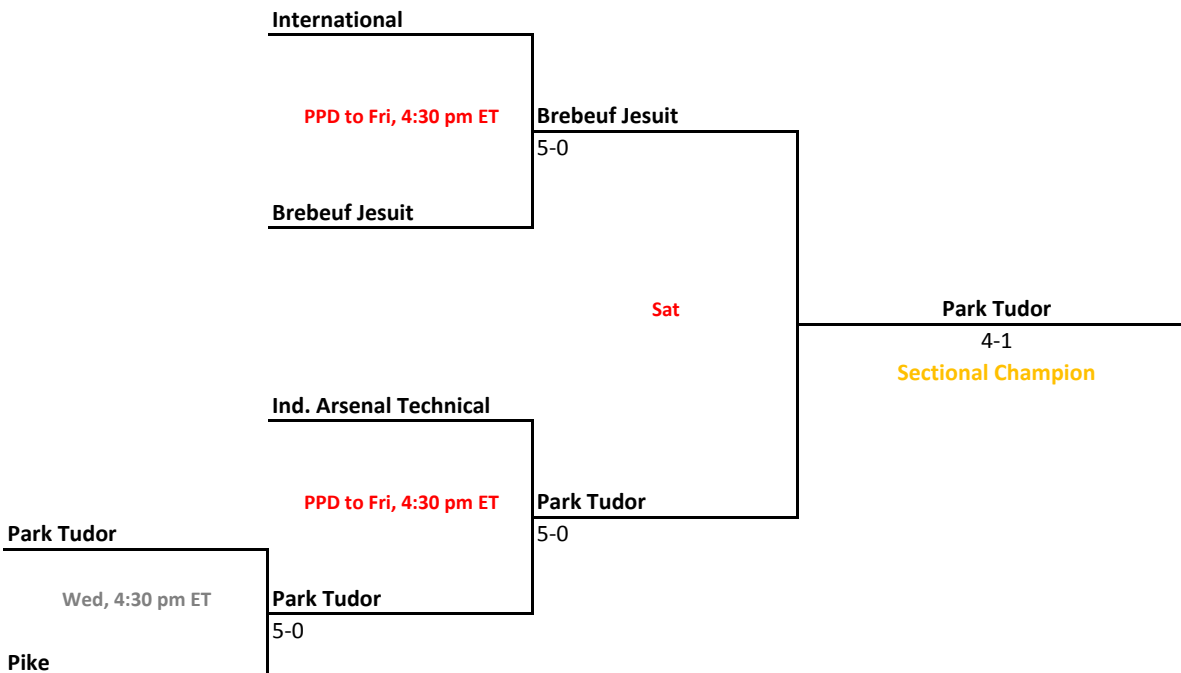 International
PPD to Fri, 4:30 pm ET
Brebeuf Jesuit
5-0
Brebeuf Jesuit
Sat
Park Tudor
4-1
Sectional Champion
Ind. Arsenal Technical
PPD to Fri, 4:30 pm ET
Park Tudor
5-0
Park Tudor
Wed, 4:30 pm ET
Park Tudor
5-0
Pike